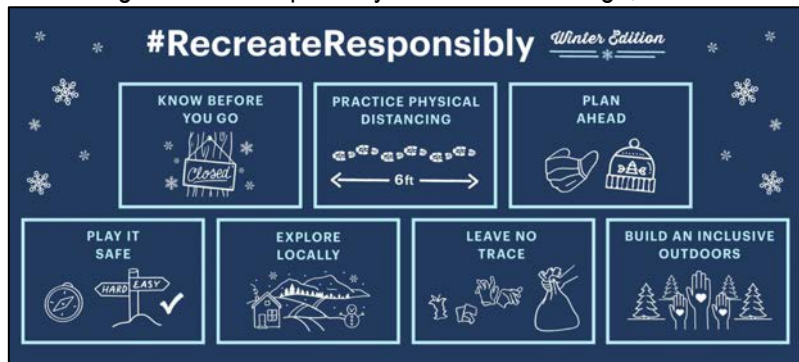 #RecreateResponsibly Winter Edition
KNOW BEFORE
YOU GO
Closed
PRACTICE PHYSICAL
DISTANCING
6ft
PLAN
AHEAD
PLAY IT
SAFE
HARD EASY
EXPLORE
LOCALLY
LEAVE NO
TRACE
BUILD AN INCLUSIVE
OUTDOORS